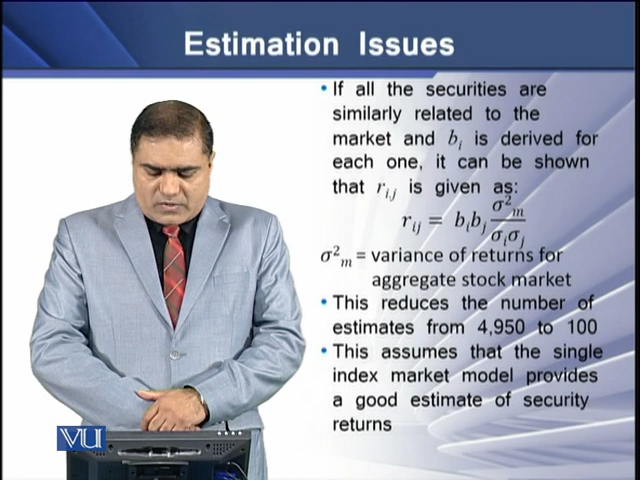 Estimation Issues
• If all the securities are
similarly related to the
market and bᵢ is derived for
each one, it can be shown
that rᵢ,ⱼ is given as:
rᵢⱼ = bᵢbⱼ σ²ₘ/σᵢσⱼ
σ²ₘ = variance of returns for
aggregate stock market
• This reduces the number of
estimates from 4,950 to 100
• This assumes that the single
index market model provides
a good estimate of security
returns
VU